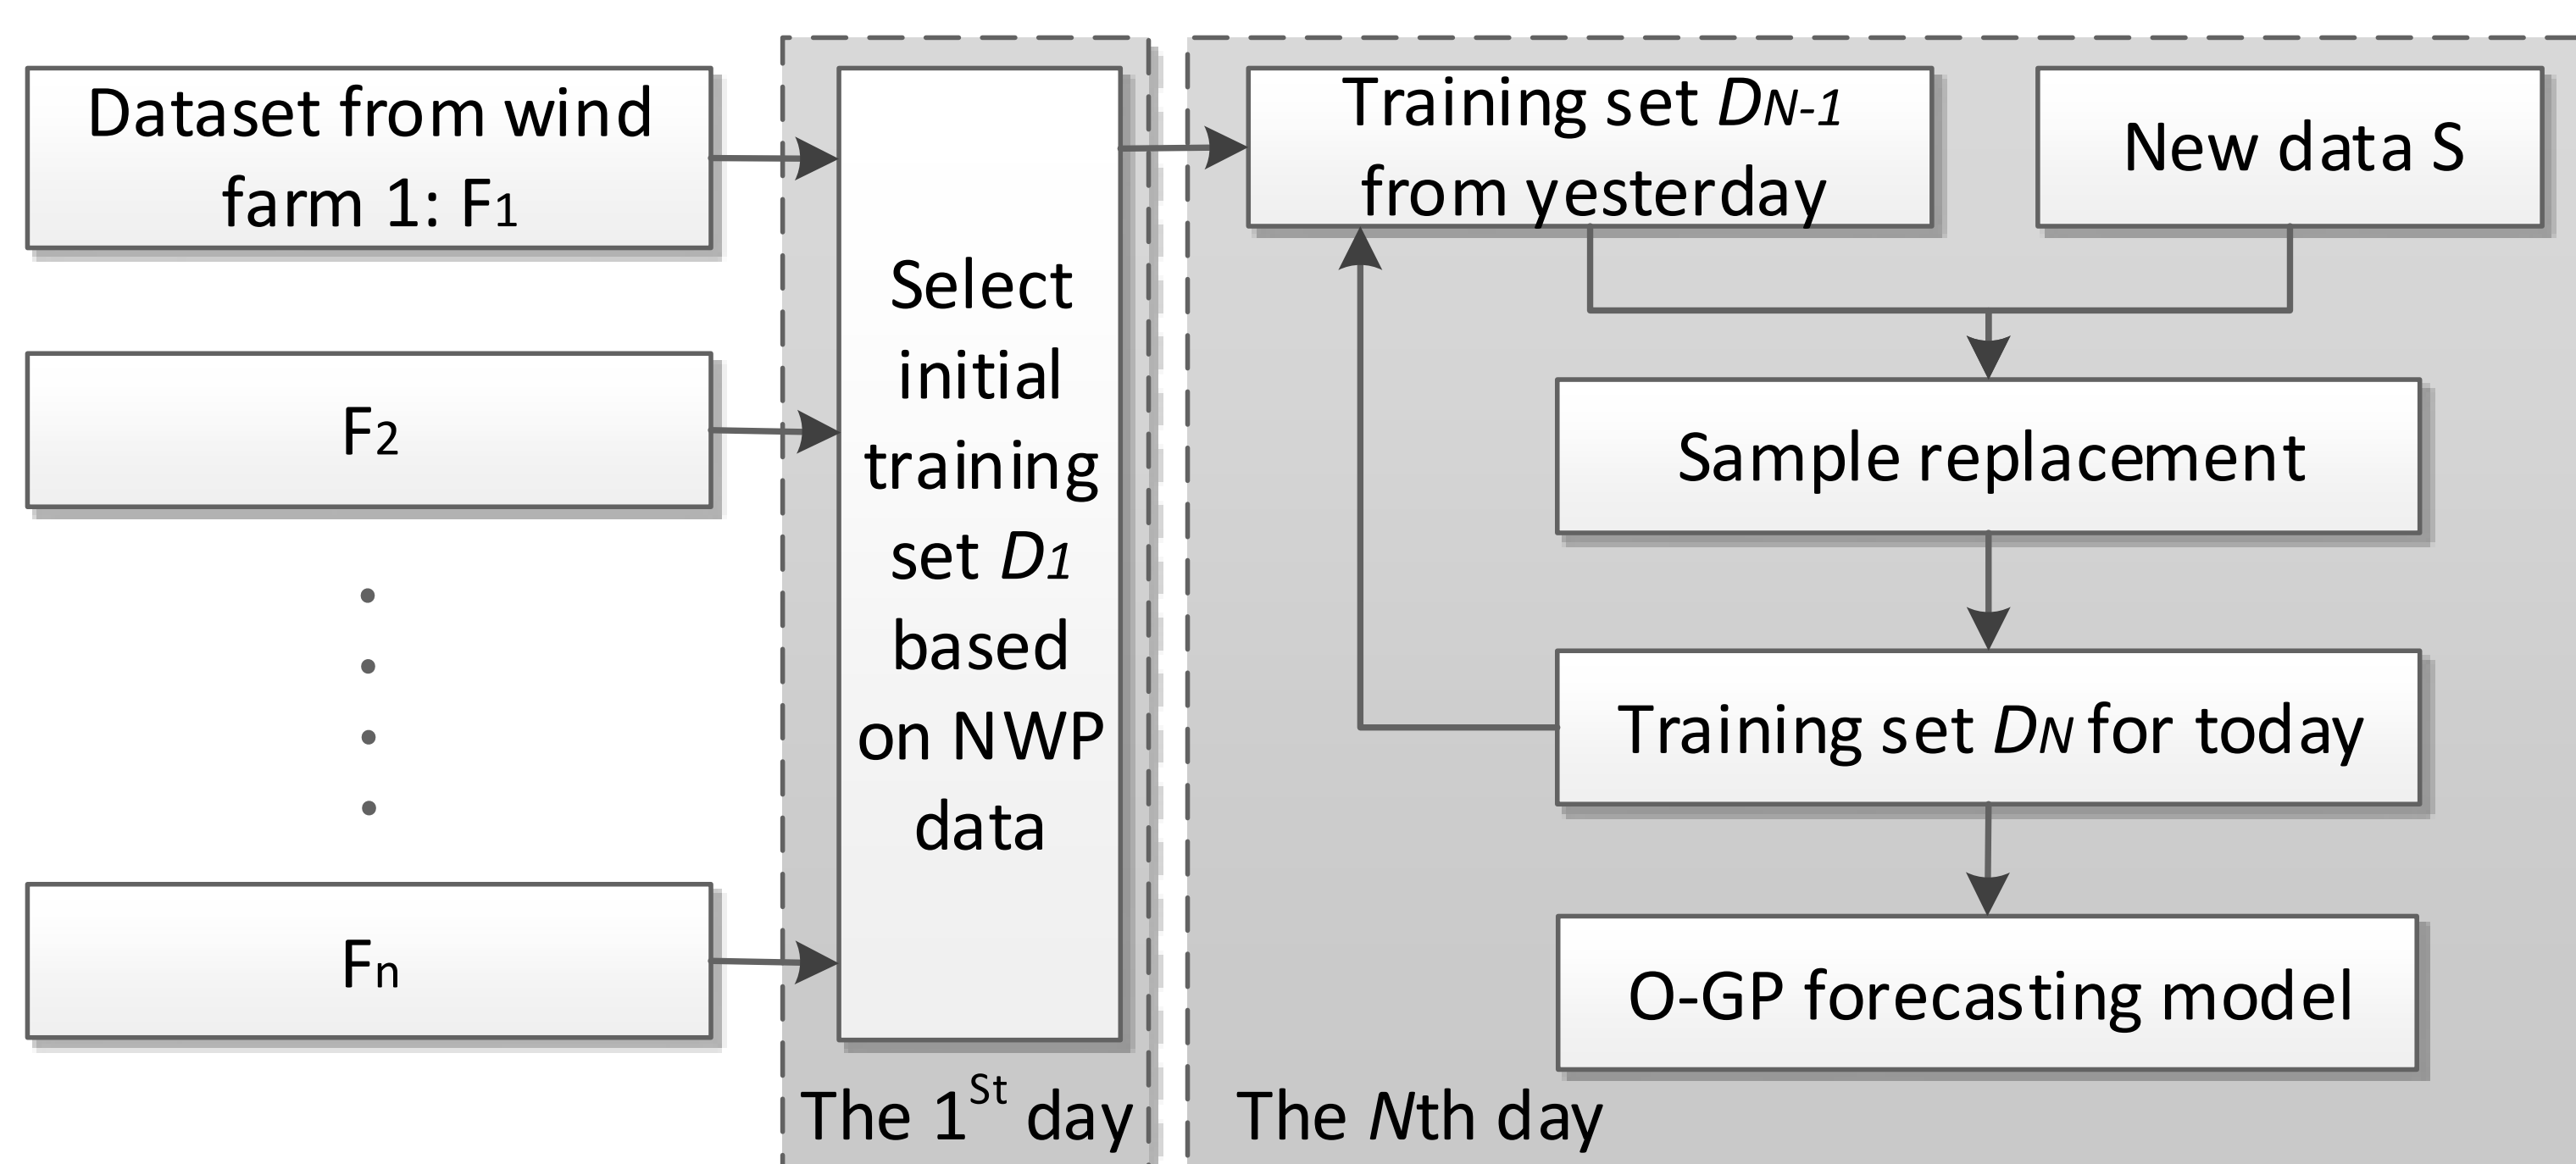 Dataset from wind
farm 1: F1
F2
Fn
Select
initial
training
set D1
based
on NWP
data
The 1St day
Training set DN-1
from yesterday
New data S
Sample replacement
Training set DN for today
O-GP forecasting model
The Nth day